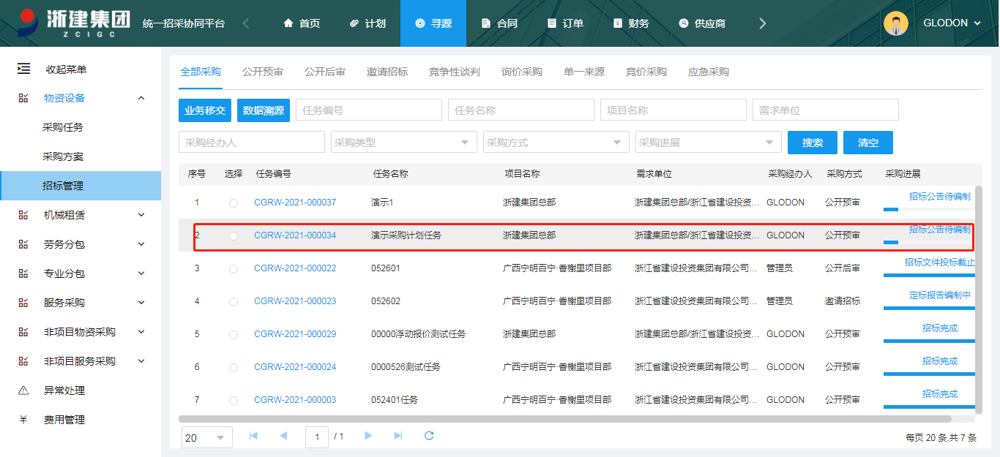 浙建集团 ZCIGC 统一招采协同平台 首页 计划 寻源 合同 订单 财务 供应商 GLODON
收起菜单
物资设备
采购任务
采购方案
招标管理
机械租赁
劳务分包
专业分包
服务采购
非项目物资采购
非项目服务采购
异常处理
¥ 费用管理
全部采购 公开预审 公开后审 邀请招标 竞争性谈判 询价采购 单一来源 竞价采购 应急采购
业务移交 数据溯源 任务编号 任务名称 项目名称 需求单位
采购经办人 采购类型 采购方式 采购进展 搜索 清空
序号 选择 任务编号 任务名称 项目名称 需求单位 采购经办人 采购方式 采购进展
1 CGRW-2021-000037 演示1 浙建集团总部 浙建集团总部/浙江省建设投资... GLODON 公开预审 招标公告待编制
2 CGRW-2021-000034 演示采购计划任务 浙建集团总部 浙建集团总部/浙江省建设投资... GLODON 公开预审 招标公告待编制
3 CGRW-2021-000022 052601 广西宁明百宁·香榭里项目部 浙江省建设投资集团有限公司... 管理员 公开后审 招标文件投标截止
4 CGRW-2021-000023 052602 广西宁明百宁·香榭里项目部 浙江省建设投资集团有限公司... 管理员 邀请招标 定标报告编制中
5 CGRW-2021-000029 00000浮动报价测试任务 浙建集团总部 浙建集团总部/浙江省建设投资... GLODON 公开预审 招标完成
6 CGRW-2021-000024 0000526测试任务 广西宁明百宁·香榭里项目部 浙江省建设投资集团有限公司... GLODON 公开预审 招标完成
7 CGRW-2021-000003 052401任务 广西宁明百宁·香榭里项目部 浙江省建设投资集团有限公司... GLODON 公开预审 招标完成
20 1 / 1 每页 20 条,共 7 条